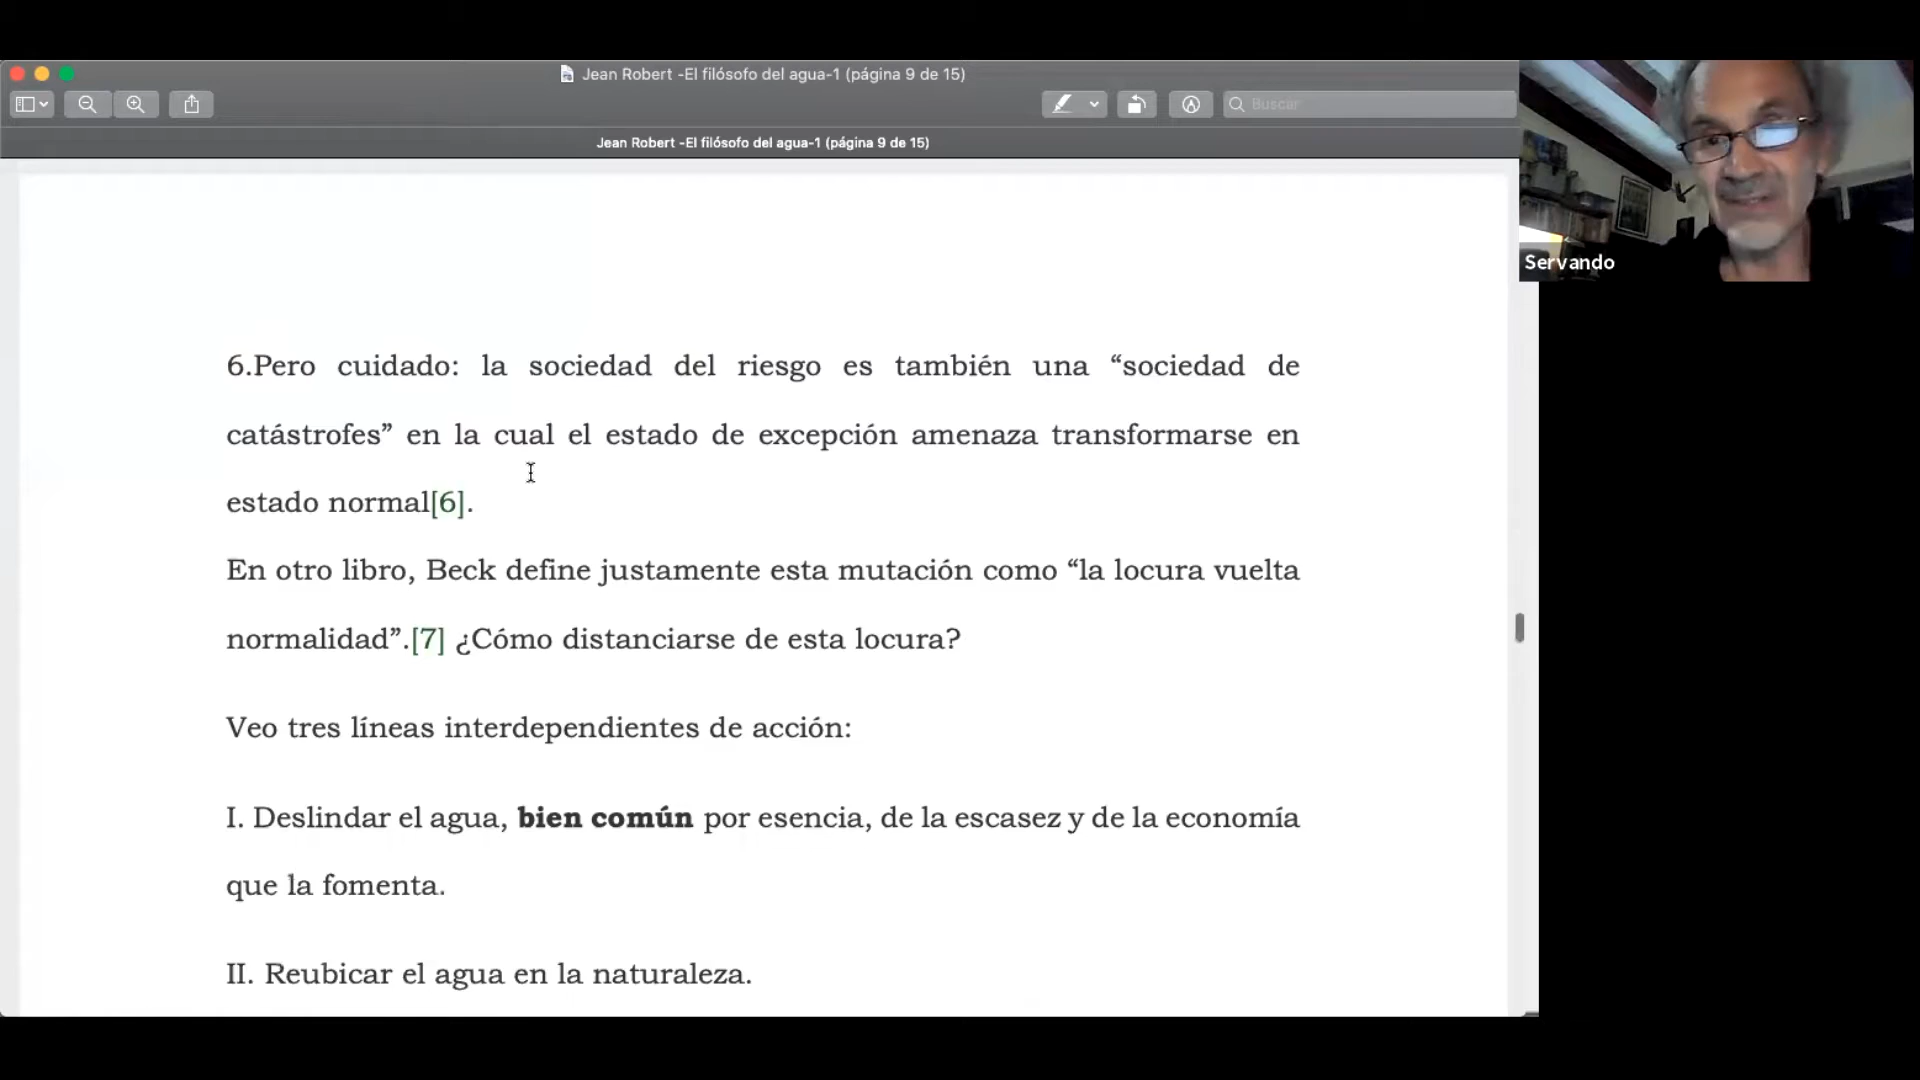 Jean Robert -El filósofo del agua-1 (página 9 de 15)
Buscar
Jean Robert -El filósofo del agua-1 (página 9 de 15)
Servando
6.Pero cuidado: la sociedad del riesgo es también una “sociedad de
catástrofes” en la cual el estado de excepción amenaza transformarse en
estado normal[6].
En otro libro, Beck define justamente esta mutación como “la locura vuelta
normalidad”.[7] ¿Cómo distanciarse de esta locura?
Veo tres líneas interdependientes de acción:
I. Deslindar el agua, bien común por esencia, de la escasez y de la economía
que la fomenta.
II. Reubicar el agua en la naturaleza.